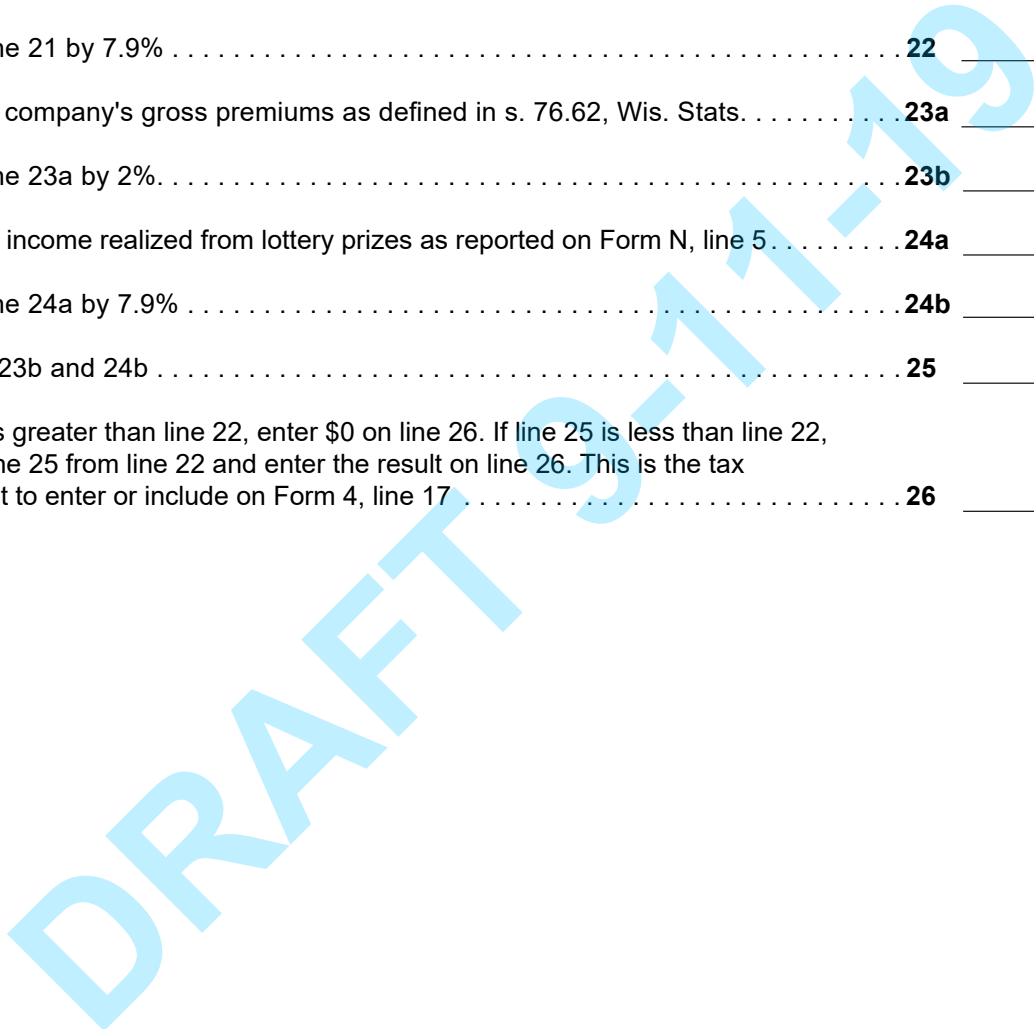 ne 21 by 7.9% . . . . . . . . . . . . . . . . . . . . . . . . . . . . . . . . . . . . . . . . . . . . . . . . 22
company's gross premiums as defined in s. 76.62, Wis. Stats. . . . . . . . . . . 23a
ne 23a by 2%. . . . . . . . . . . . . . . . . . . . . . . . . . . . . . . . . . . . . . . . . . . . . . . . . 23b
income realized from lottery prizes as reported on Form N, line 5 . . . . . . . . . 24a
ne 24a by 7.9% . . . . . . . . . . . . . . . . . . . . . . . . . . . . . . . . . . . . . . . . . . . . . . . 24b
23b and 24b . . . . . . . . . . . . . . . . . . . . . . . . . . . . . . . . . . . . . . . . . . . . . . . . . 25
s greater than line 22, enter $0 on line 26. If line 25 is less than line 22,
ne 25 from line 22 and enter the result on line 26. This is the tax
t to enter or include on Form 4, line 17 . . . . . . . . . . . . . . . . . . . . . . . . . . . . . 26
DRAFT 9-11-19